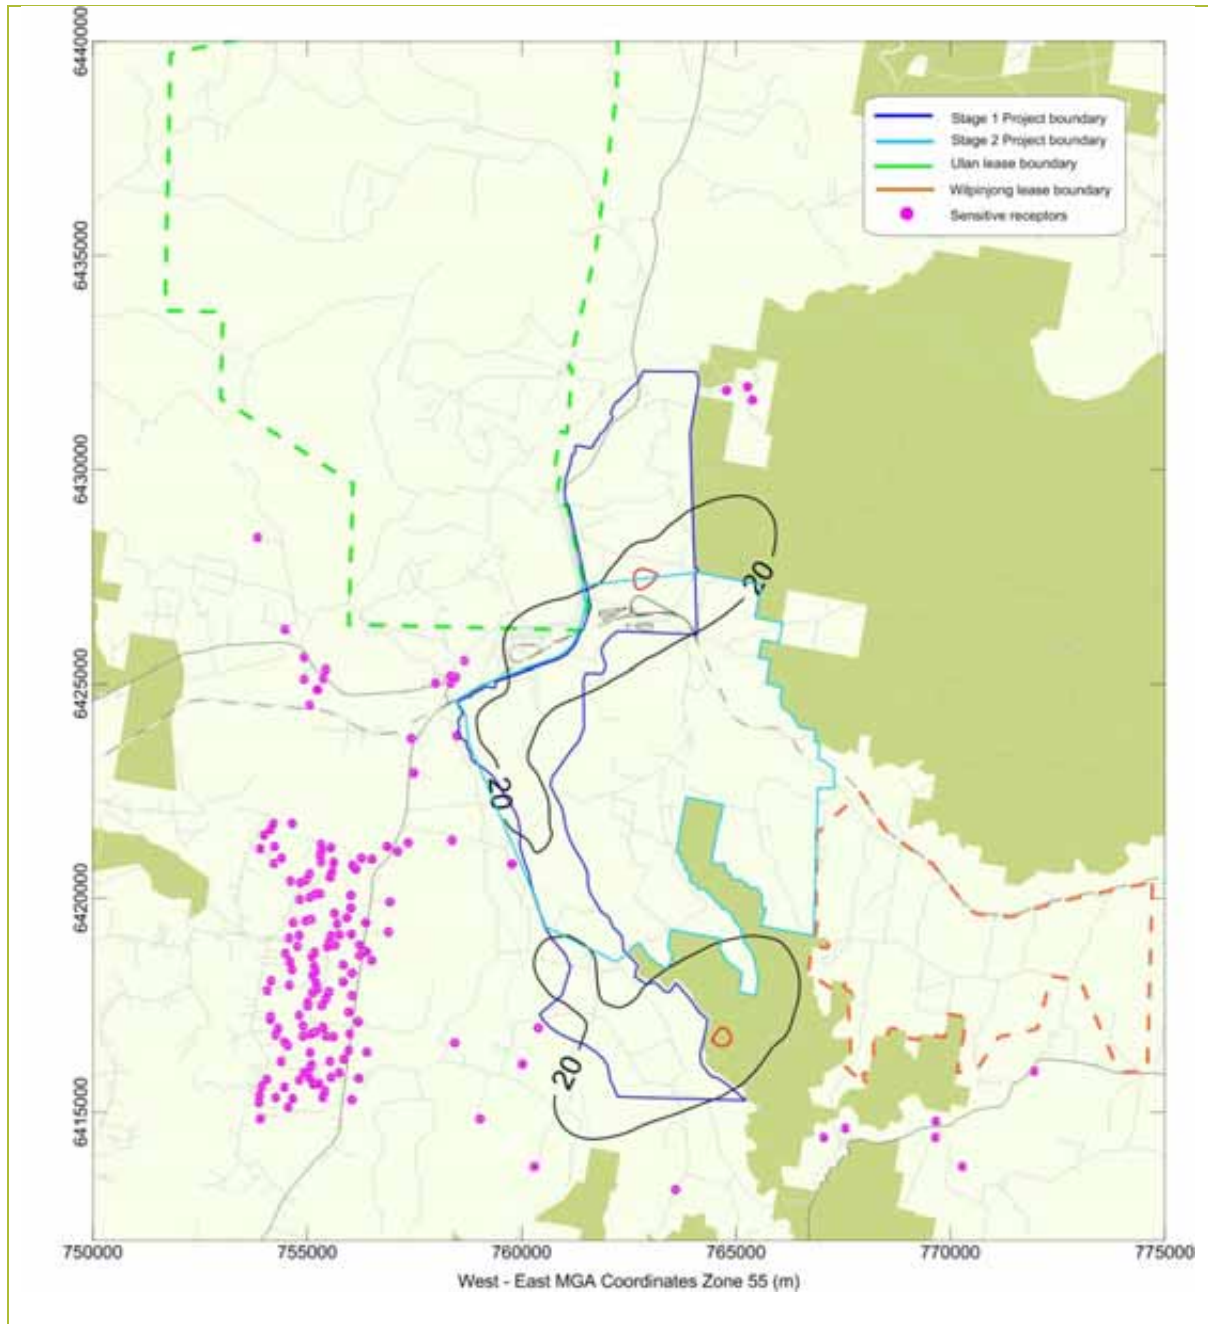 6440000
Stage 1 Project boundary
Stage 2 Project boundary
Ulan lease boundary
Wilpinjong lease boundary
Sensitive receptors
6435000
6430000
20
6425000
20
6420000
20
6415000
750000 755000 760000 765000 770000 775000
West - East MGA Coordinates Zone 55 (m)